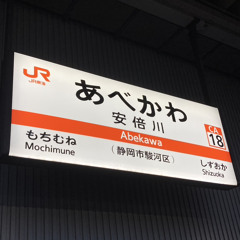 JR
JR東海
あべかわ
安倍川
Abekawa
(静岡市駿河区)
CA
18
もちむね
Mochimune
しずおか
Shizuoka